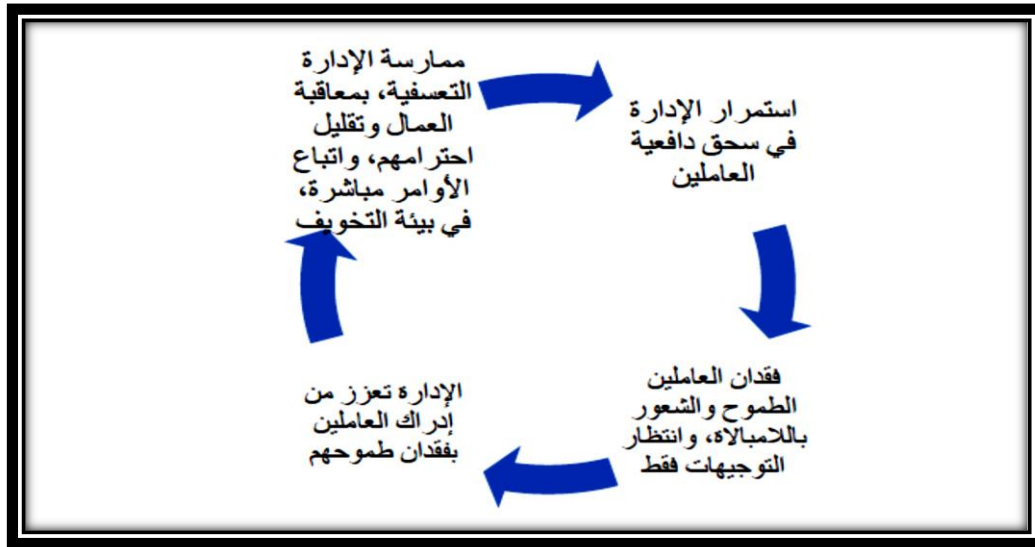 ممارسة الإدارة
التعسفية، بمعاقبة
العمال وتقليل
احترامهم، واتباع
الأوامر مباشرة،
في بيئة التخويف
استمرار الإدارة
في سحق دافعية
العاملين
فقدان العاملين
الطموح والشعور
باللامبالاة، وانتظار
التوجيهات فقط
الإدارة تعزز من
إدراك العاملين
بفقدان طموحهم